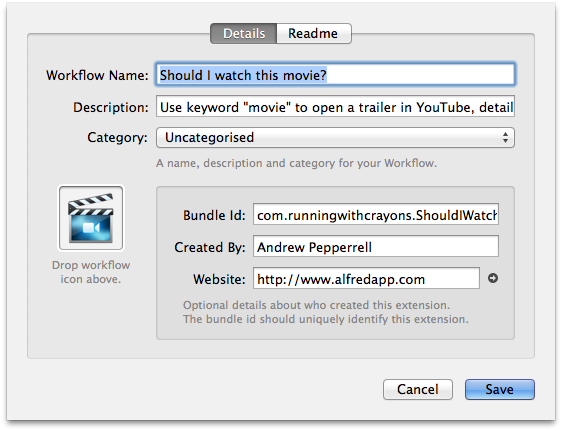 Details Readme
Workflow Name: Should I watch this movie?
Description: Use keyword "movie" to open a trailer in YouTube, detail
Category: Uncategorised
A name, description and category for your Workflow.
Bundle Id: com.runningwithcrayons.ShouldIWatch
Created By: Andrew Pepperrell
Website: http://www.alfredapp.com
Drop workflow
icon above.
Optional details about who created this extension.
The bundle id should uniquely identify this extension.
Cancel Save